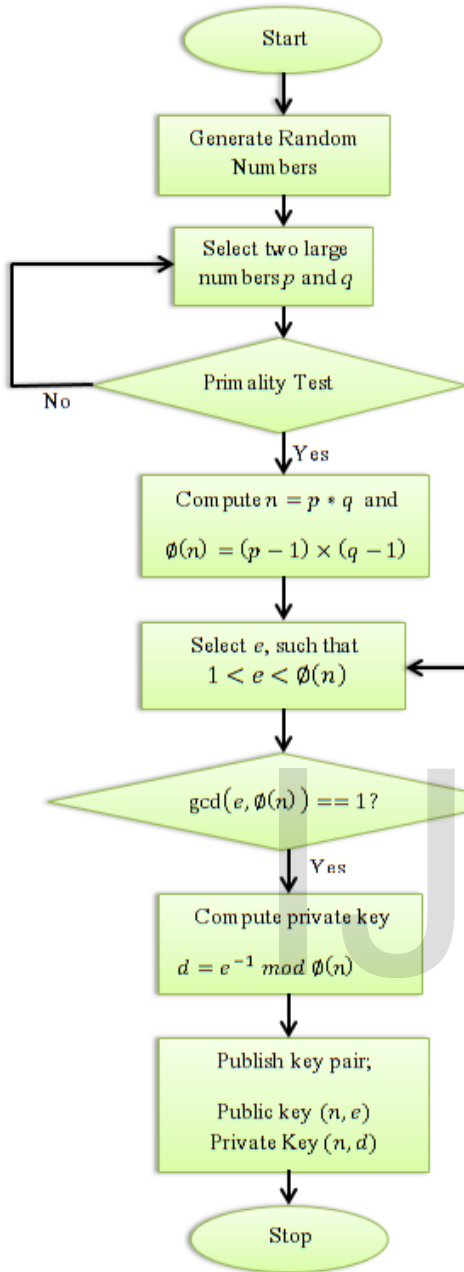 Start
Generate Random
Numbers
Select two large
numbers p and q
Primality Test
No
Yes
Compute n = p * q and
∅(n) = (p − 1) × (q − 1)
Select e, such that
1 < e < ∅(n)
gcd(e, ∅(n)) == 1?
Yes
Compute private key
d = e⁻¹ mod ∅(n)
Publish key pair;
Public key (n, e)
Private Key (n, d)
Stop
IJ